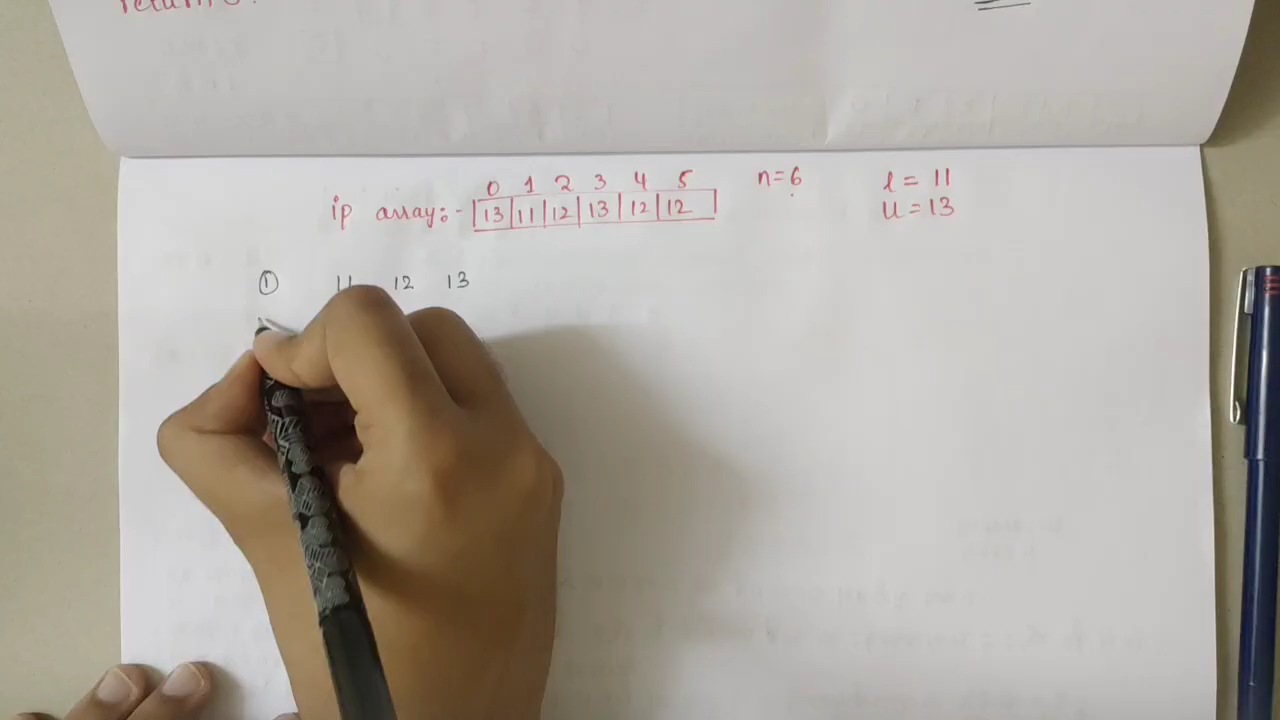 return
0 1 2 3 4 5 n=6 l = 11
ip array:- 13 11 12 13 12 12 u = 13
① 11 12 13